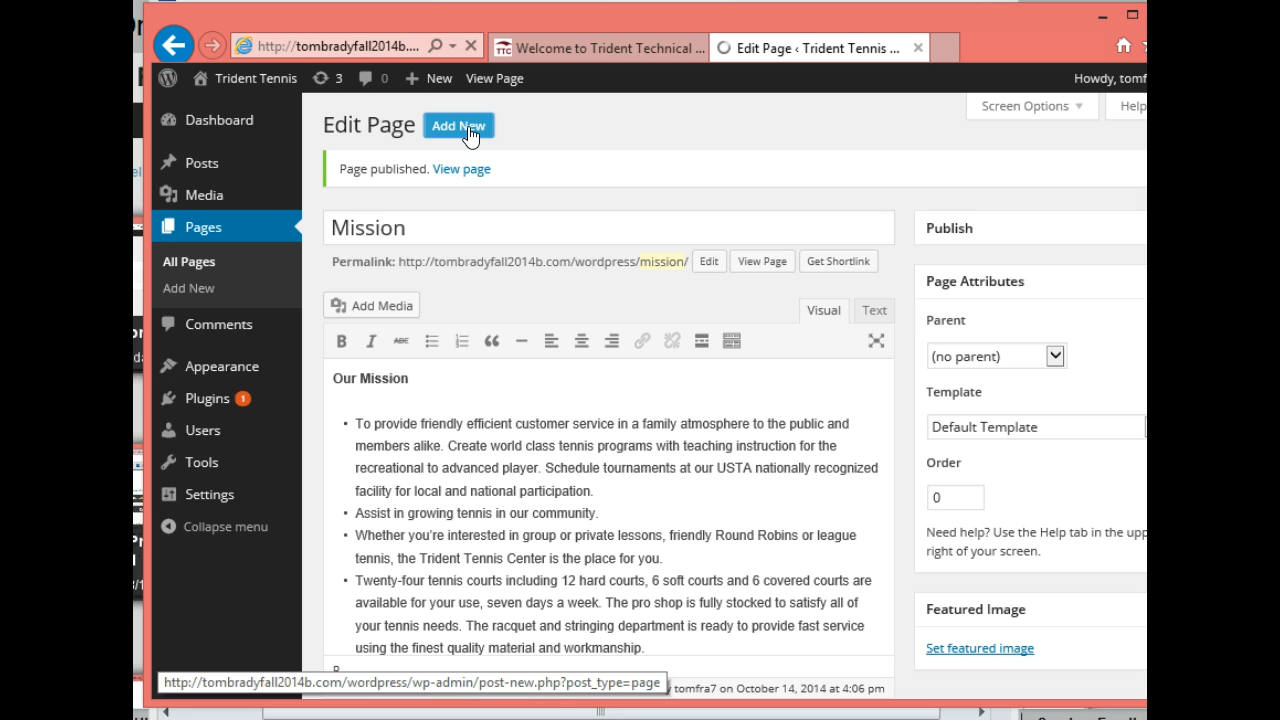 http://tombradyfall2014b....
Welcome to Trident Technical ...
Edit Page ‹ Trident Tennis ...
Trident Tennis 3 0 New View Page
Howdy, tomf
Screen Options
Help
Dashboard
Posts
Media
Pages
All Pages
Add New
Comments
Appearance
Plugins 1
Users
Tools
Settings
Collapse menu
Edit Page Add New
Page published. View page
Mission
Permalink: http://tombradyfall2014b.com/wordpress/mission/ Edit View Page Get Shortlink
Add Media
Visual Text
B I ABC
Our Mission
• To provide friendly efficient customer service in a family atmosphere to the public and
members alike. Create world class tennis programs with teaching instruction for the
recreational to advanced player. Schedule tournaments at our USTA nationally recognized
facility for local and national participation.
• Assist in growing tennis in our community.
• Whether you're interested in group or private lessons, friendly Round Robins or league
tennis, the Trident Tennis Center is the place for you.
• Twenty-four tennis courts including 12 hard courts, 6 soft courts and 6 covered courts are
available for your use, seven days a week. The pro shop is fully stocked to satisfy all of
your tennis needs. The racquet and stringing department is ready to provide fast service
using the finest quality material and workmanship.
tomfra7 on October 14, 2014 at 4:06 pm
http://tombradyfall2014b.com/wordpress/wp-admin/post-new.php?post_type=page
Publish
Page Attributes
Parent
(no parent)
Template
Default Template
Order
0
Need help? Use the Help tab in the upp
right of your screen.
Featured Image
Set featured image